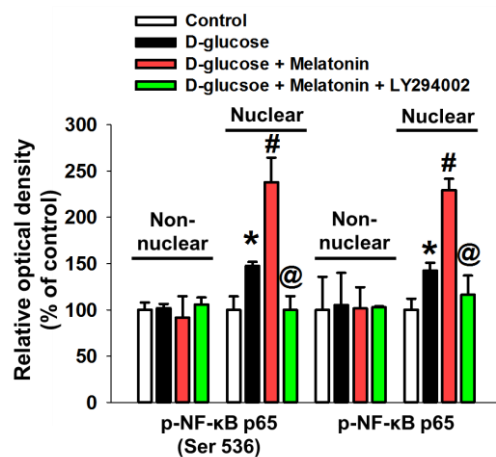 Control
D-glucose
D-glucose + Melatonin
D-glucsoe + Melatonin + LY294002
Relative optical density
(% of control)
300
250
200
150
100
50
0
Non-
nuclear
Nuclear
Non-
nuclear
Nuclear
* # @
* # @
p-NF-κB p65
(Ser 536)
p-NF-κB p65